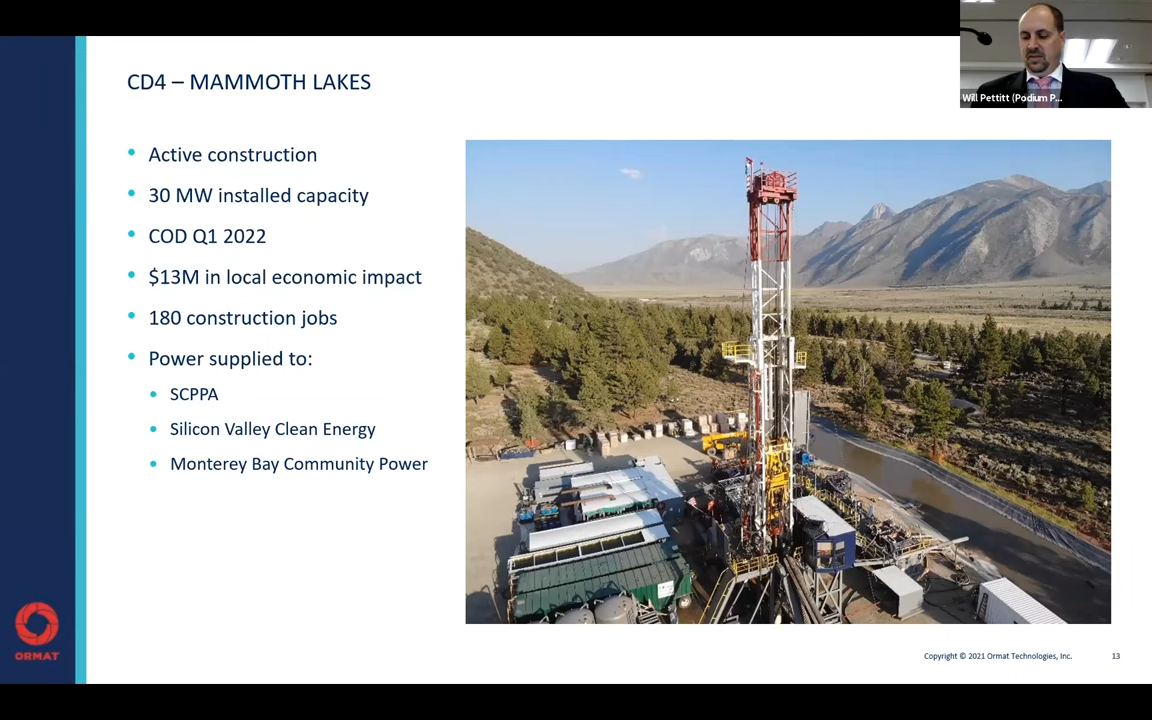 Will Pettitt (Podium P...
CD4 – MAMMOTH LAKES
• Active construction
• 30 MW installed capacity
• COD Q1 2022
• $13M in local economic impact
• 180 construction jobs
• Power supplied to:
• SCPPA
• Silicon Valley Clean Energy
• Monterey Bay Community Power
ORMAT
Copyright © 2021 Ormat Technologies, Inc. 13